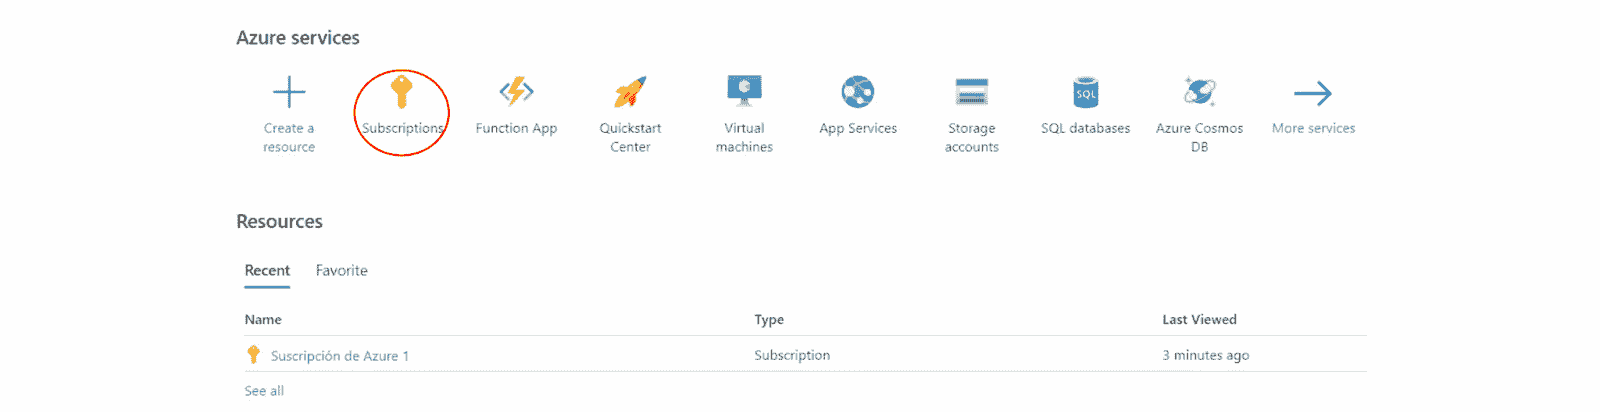 Azure services
Create a
resource
Subscriptions
Function App
Quickstart
Center
Virtual
machines
App Services
Storage
accounts
SQL
SQL databases
Azure Cosmos
DB
More services
Resources
Recent Favorite
Name Type Last Viewed
Suscripción de Azure 1 Subscription 3 minutes ago
See all